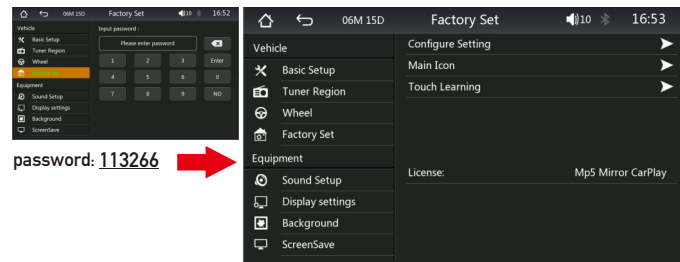 06M 15D Factory Set 10 16:52
Vehicle
Basic Setup
Tuner Region
Wheel
Factory Set
Equipment
Sound Setup
Display settings
Background
ScreenSave
Input password :
Please enter password
1 2 3 Enter
4 5 6 0
7 8 9 NO
password: 113266
06M 15D Factory Set 10 16:53
Vehicle
Basic Setup
Tuner Region
Wheel
Factory Set
Equipment
Sound Setup
Display settings
Background
ScreenSave
Configure Setting
Main Icon
Touch Learning
License: Mp5 Mirror CarPlay